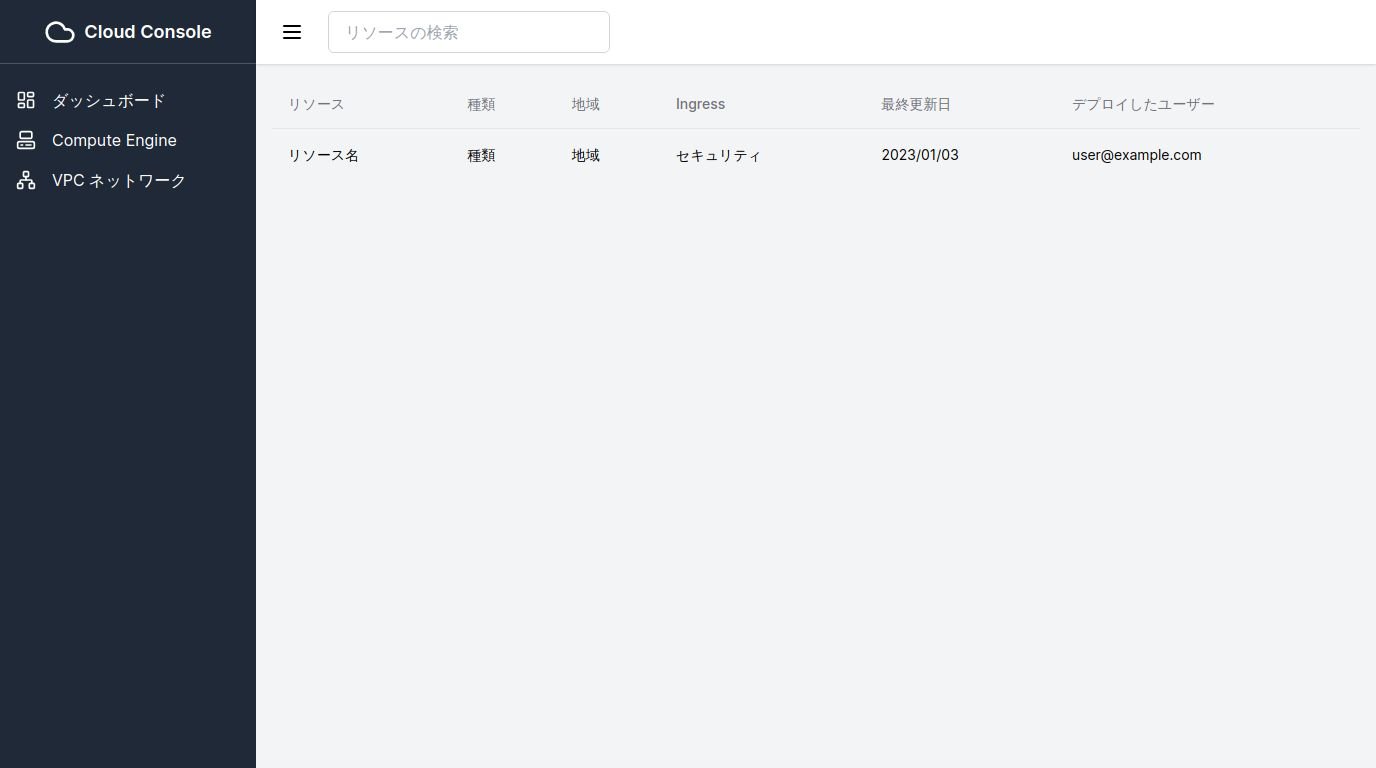 Cloud Console
ダッシュボード
Compute Engine
VPC ネットワーク
リソースの検索
リソース 種類 地域 Ingress 最終更新日 デプロイしたユーザー
リソース名 種類 地域 セキュリティ 2023/01/03 user@example.com